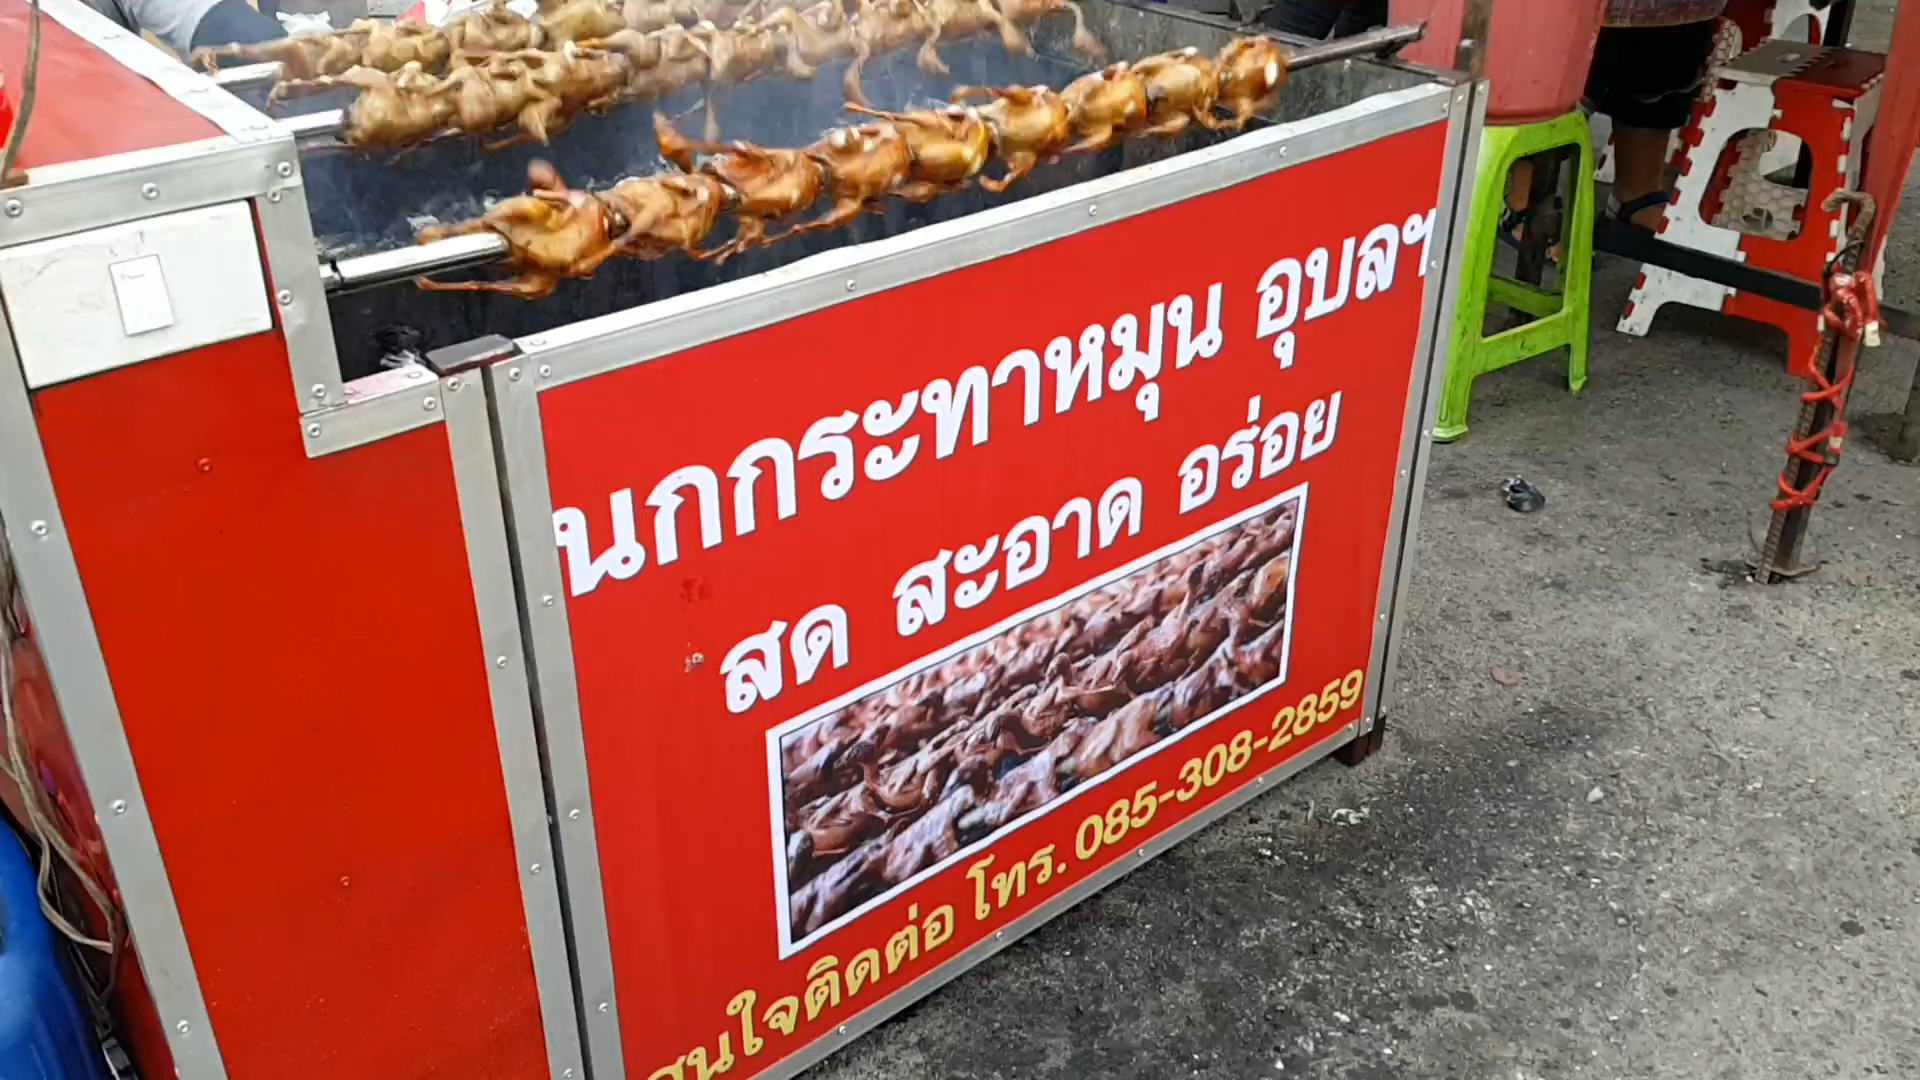 นกกระทาหมุน อุบลฯ
สด สะอาด อร่อย
สนใจติดต่อ โทร. 085-308-2859